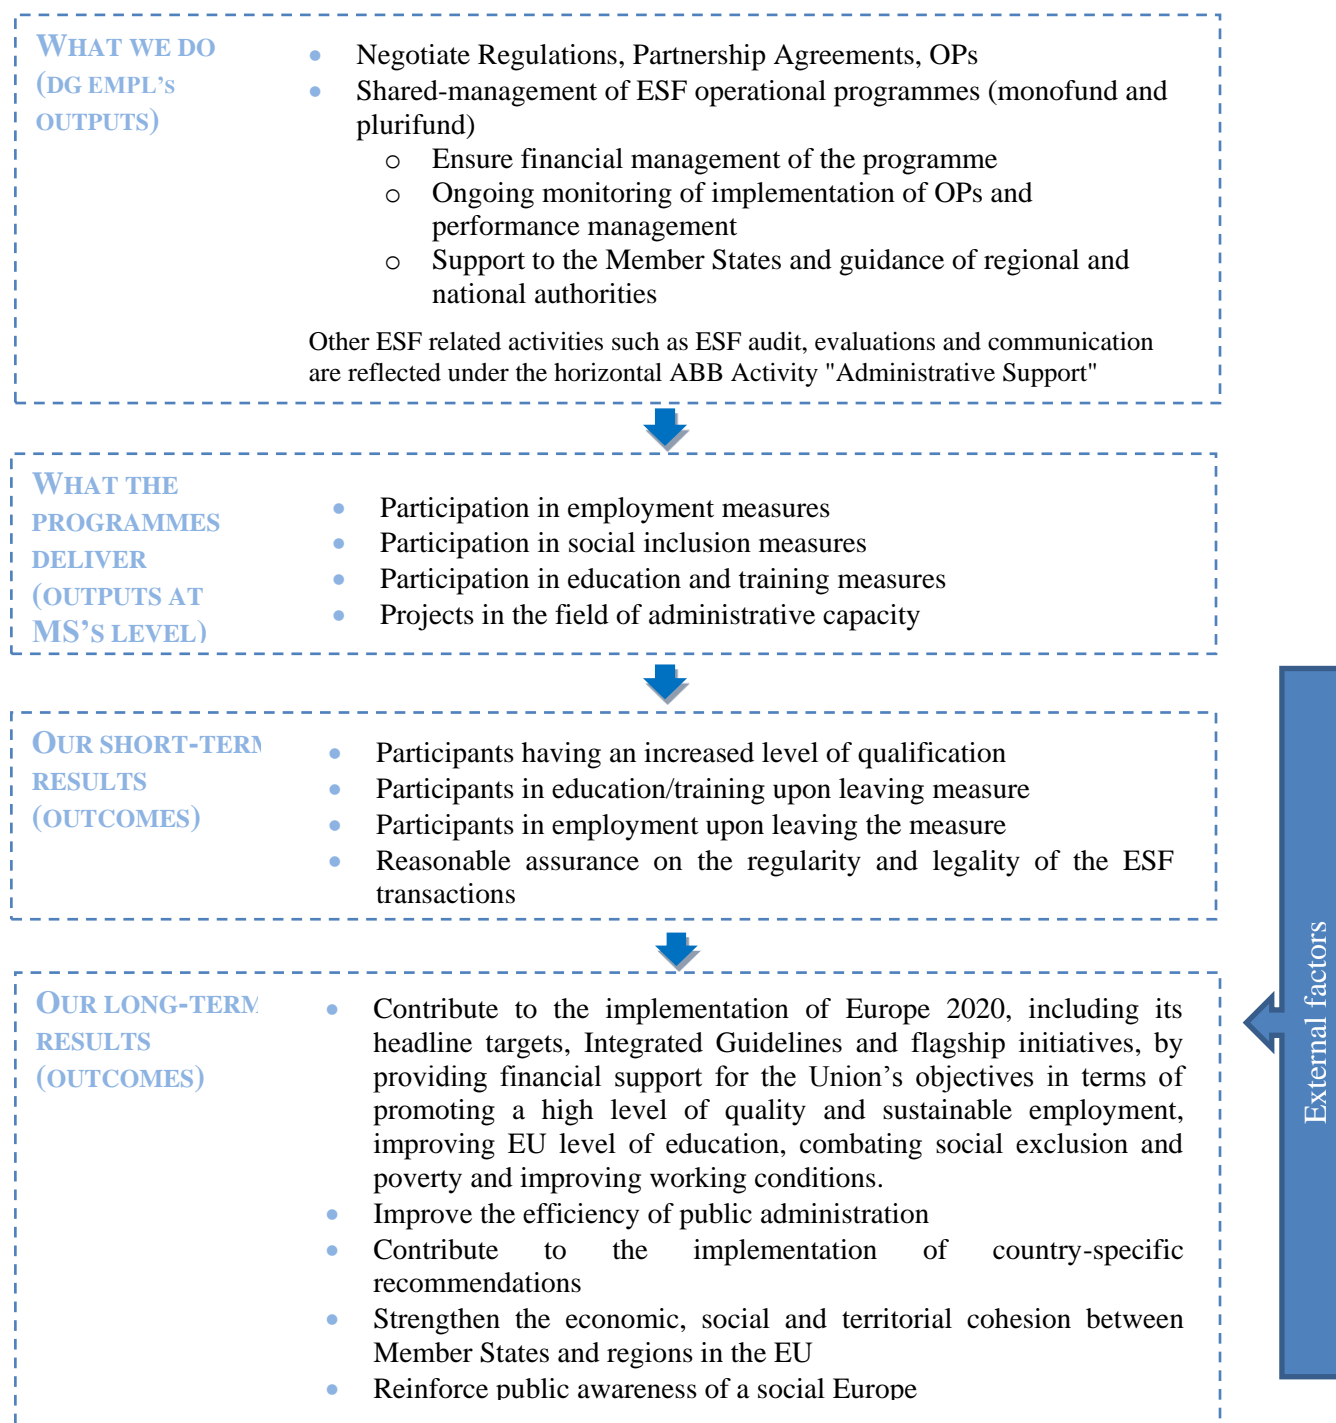 WHAT WE DO
(DG EMPL's
OUTPUTS)
• Negotiate Regulations, Partnership Agreements, OPs
• Shared-management of ESF operational programmes (monofund and
plurifund)
o Ensure financial management of the programme
o Ongoing monitoring of implementation of OPs and
performance management
o Support to the Member States and guidance of regional and
national authorities
Other ESF related activities such as ESF audit, evaluations and communication
are reflected under the horizontal ABB Activity "Administrative Support"
WHAT THE
PROGRAMMES
DELIVER
(OUTPUTS AT
MS'S LEVEL)
• Participation in employment measures
• Participation in social inclusion measures
• Participation in education and training measures
• Projects in the field of administrative capacity
OUR SHORT-TERM
RESULTS
(OUTCOMES)
• Participants having an increased level of qualification
• Participants in education/training upon leaving measure
• Participants in employment upon leaving the measure
• Reasonable assurance on the regularity and legality of the ESF
transactions
OUR LONG-TERM
RESULTS
(OUTCOMES)
• Contribute to the implementation of Europe 2020, including its
headline targets, Integrated Guidelines and flagship initiatives, by
providing financial support for the Union's objectives in terms of
promoting a high level of quality and sustainable employment,
improving EU level of education, combating social exclusion and
poverty and improving working conditions.
• Improve the efficiency of public administration
• Contribute to the implementation of country-specific
recommendations
• Strengthen the economic, social and territorial cohesion between
Member States and regions in the EU
• Reinforce public awareness of a social Europe
External factors